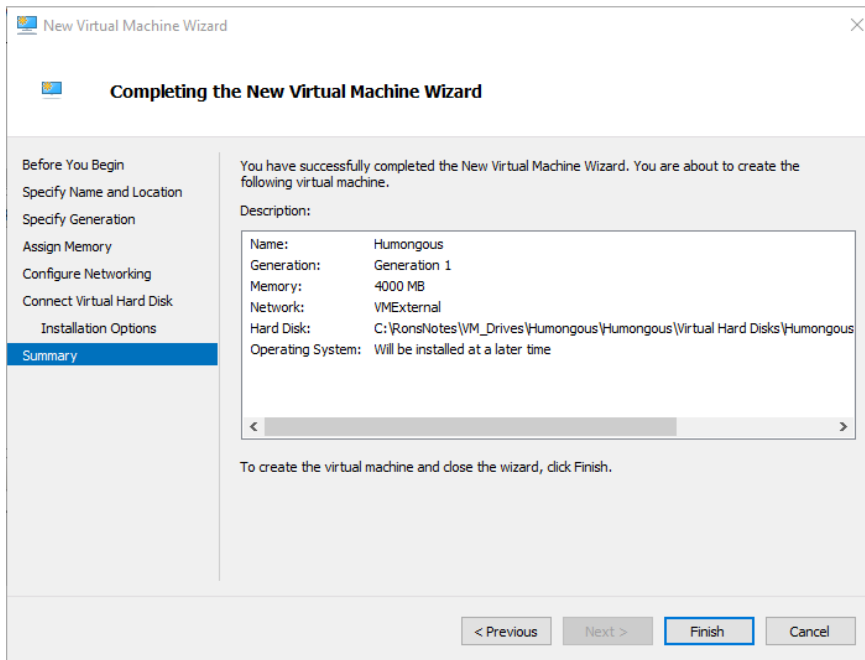 New Virtual Machine Wizard
Completing the New Virtual Machine Wizard
Before You Begin
Specify Name and Location
Specify Generation
Assign Memory
Configure Networking
Connect Virtual Hard Disk
Installation Options
Summary
You have successfully completed the New Virtual Machine Wizard. You are about to create the
following virtual machine.
Description:
Name: Humongous
Generation: Generation 1
Memory: 4000 MB
Network: VMExternal
Hard Disk: C:\RonsNotes\VM_Drives\Humongous\Humongous\Virtual Hard Disks\Humongous
Operating System: Will be installed at a later time
To create the virtual machine and close the wizard, click Finish.
< Previous Next > Finish Cancel